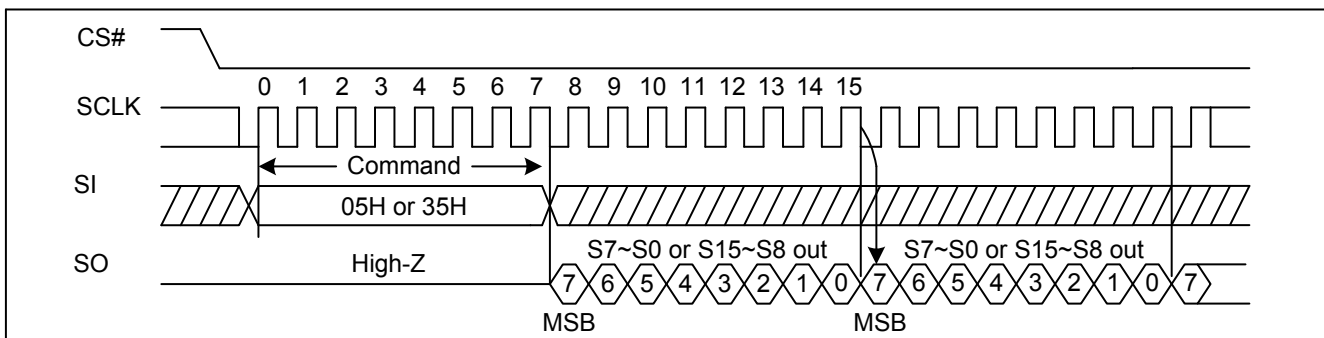 CS#
0 1 2 3 4 5 6 7 8 9 10 11 12 13 14 15
SCLK
Command
SI
05H or 35H
S7~S0 or S15~S8 out S7~S0 or S15~S8 out
SO High-Z
7 6 5 4 3 2 1 0 7 6 5 4 3 2 1 0 7
MSB MSB